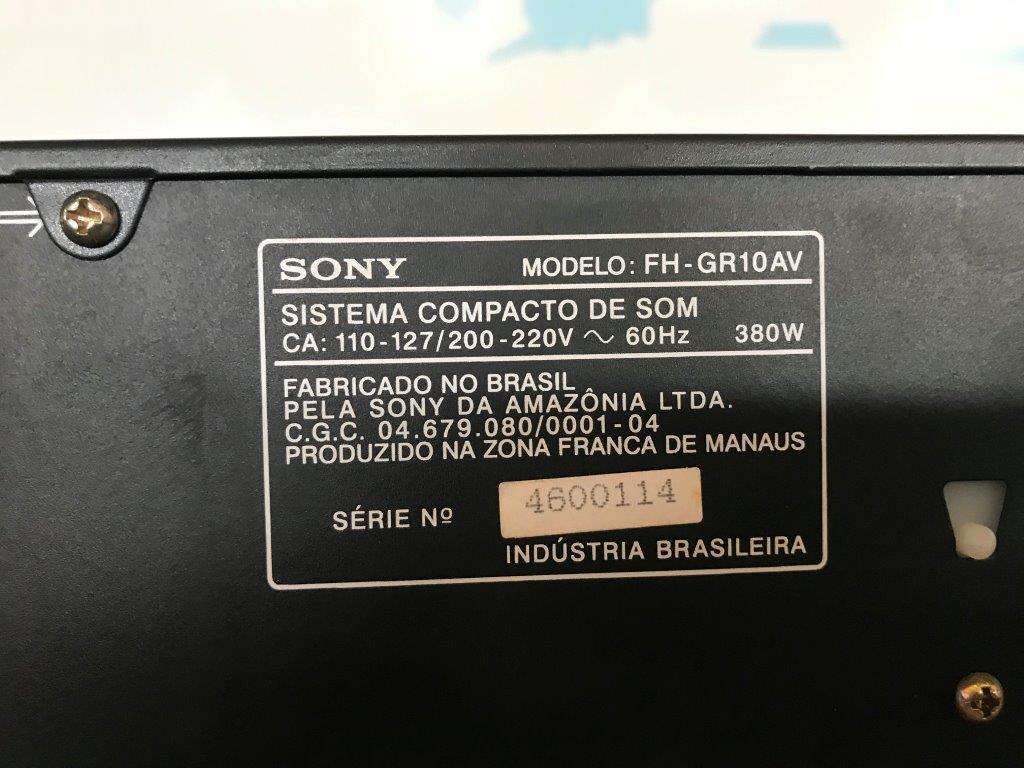 SONY MODELO: FH-GR10AV
SISTEMA COMPACTO DE SOM
CA: 110-127/200-220V ~ 60Hz 380W
FABRICADO NO BRASIL
PELA SONY DA AMAZÔNIA LTDA.
C.G.C. 04.679.080/0001-04
PRODUZIDO NA ZONA FRANCA DE MANAUS
SÉRIE Nº 4600114
INDÚSTRIA BRASILEIRA